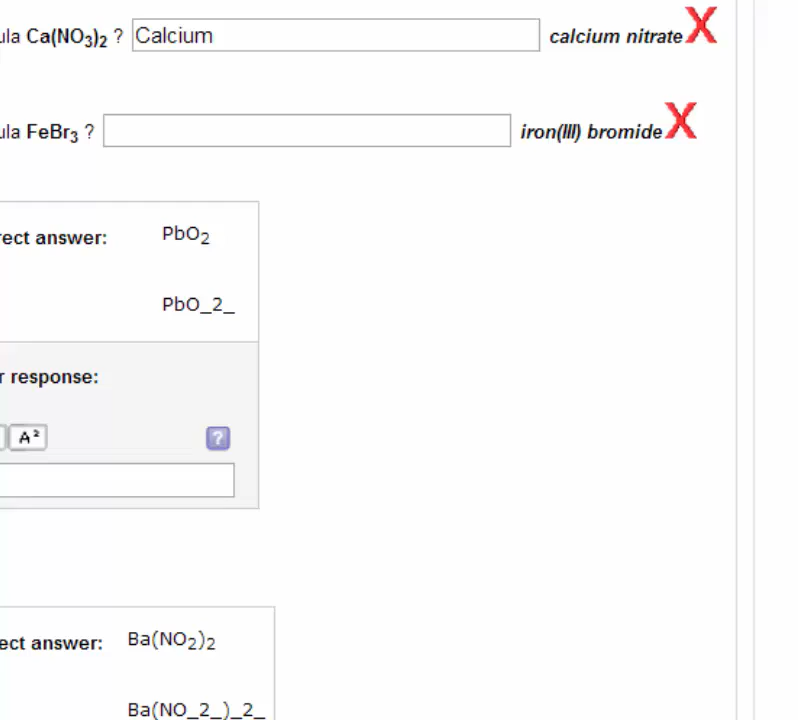 ula Ca(NO₃)₂ ? Calcium calcium nitrate X
ula FeBr₃ ? iron(III) bromide X
rect answer: PbO₂
PbO_2_
r response:
A² ?
ect answer: Ba(NO₂)₂
Ba(NO_2_)_2_